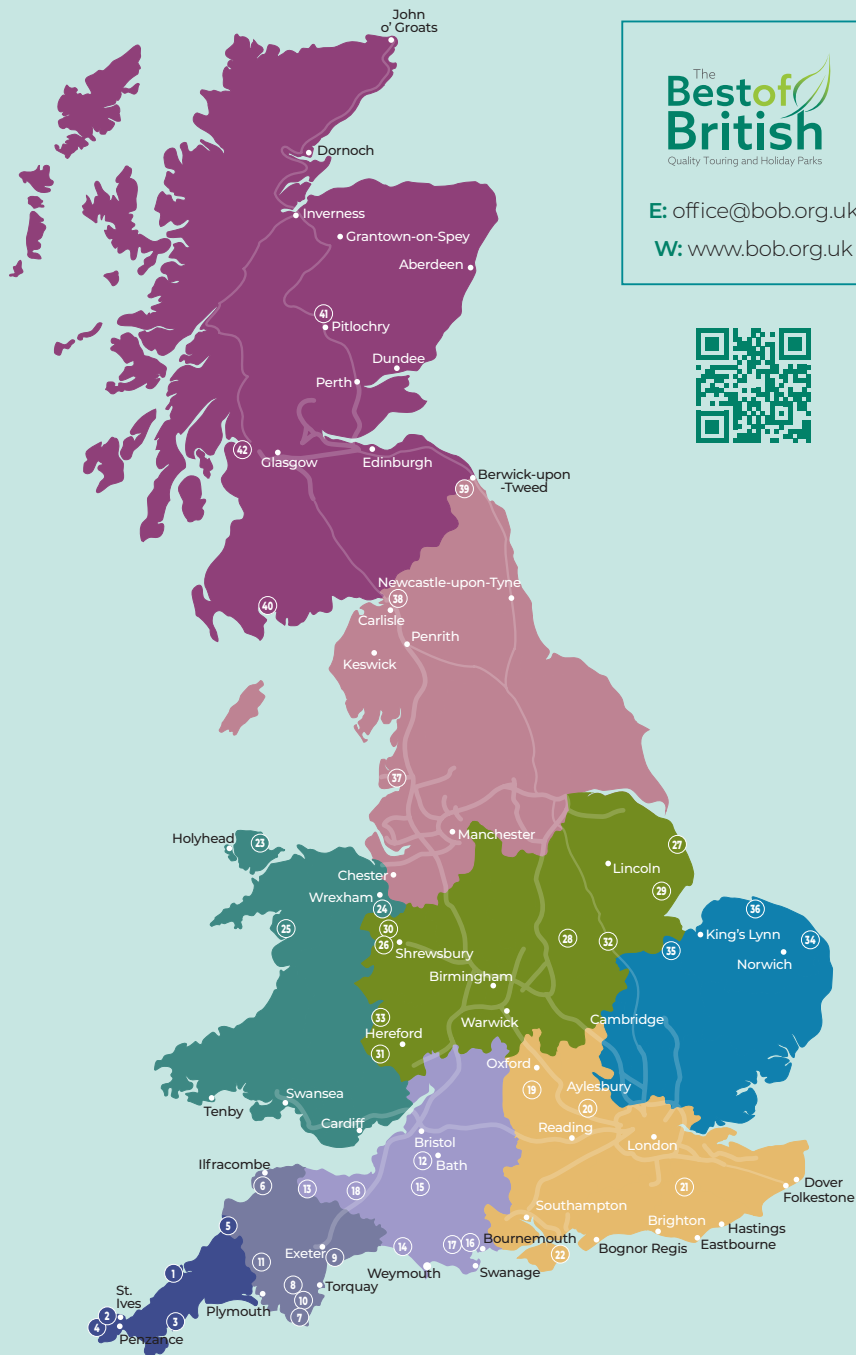 John
o' Groats
The
Bestof
British
Quality Touring and Holiday Parks
E: office@bob.org.uk
W: www.bob.org.uk
Dornoch
Inverness
Grantown-on-Spey
Aberdeen
41
Pitlochry
Dundee
Perth
42
Glasgow
Edinburgh
Berwick-upon
-Tweed
39
Newcastle-upon-Tyne
40
38
Carlisle
Penrith
Keswick
37
Manchester
Holyhead
23
27
Lincoln
Chester
Wrexham
24
29
25
30
26
Shrewsbury
28
32
36
King's Lynn
35
34
Norwich
Birmingham
33
Warwick
Cambridge
Hereford
31
Oxford
19
Aylesbury
20
Tenby
Swansea
Cardiff
Bristol
Reading
London
12
Bath
Ilfracombe
6
13
18
15
21
Dover
Folkestone
5
Southampton
Brighton
Hastings
Exeter
9
14
17
16
Bournemouth
22
Bognor Regis
Eastbourne
11
1
8
Torquay
Weymouth
Swanage
St.
Ives
2
4
3
Plymouth
10
7
Penzance